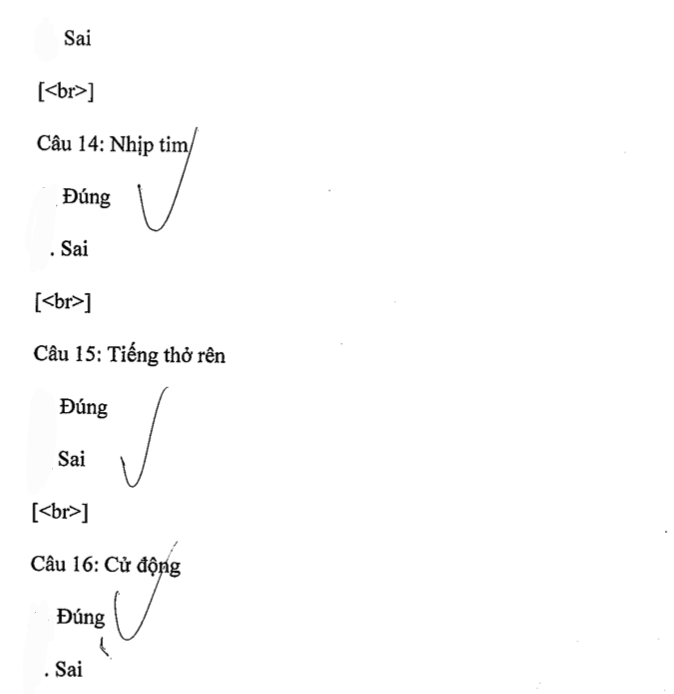 Sai
[<br>]
Câu 14: Nhịp tim
Đúng
. Sai
[<br>]
Câu 15: Tiếng thở rên
Đúng
Sai
[<br>]
Câu 16: Cử động
Đúng
. Sai